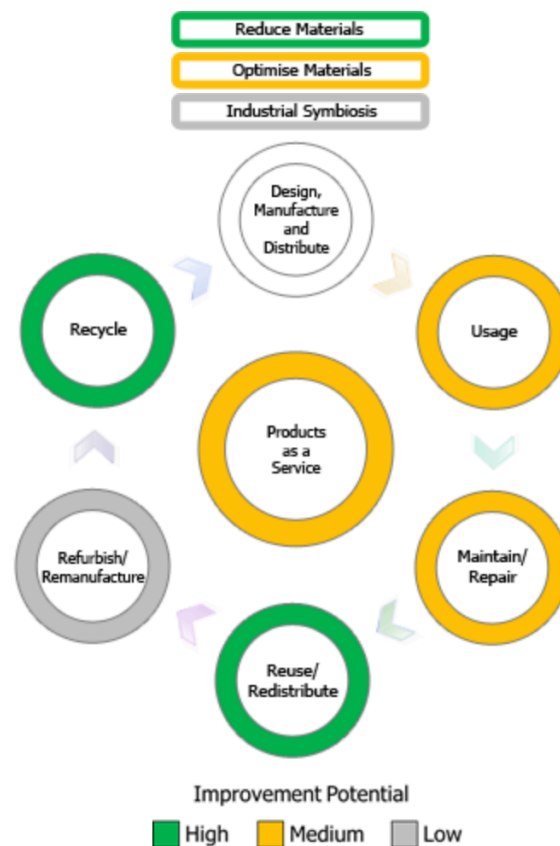 Reduce Materials
Optimise Materials
Industrial Symbiosis
Design,
Manufacture
and
Distribute
Recycle
Usage
Products
as a
Service
Refurbish/
Remanufacture
Maintain/
Repair
Reuse/
Redistribute
Improvement Potential
High Medium Low